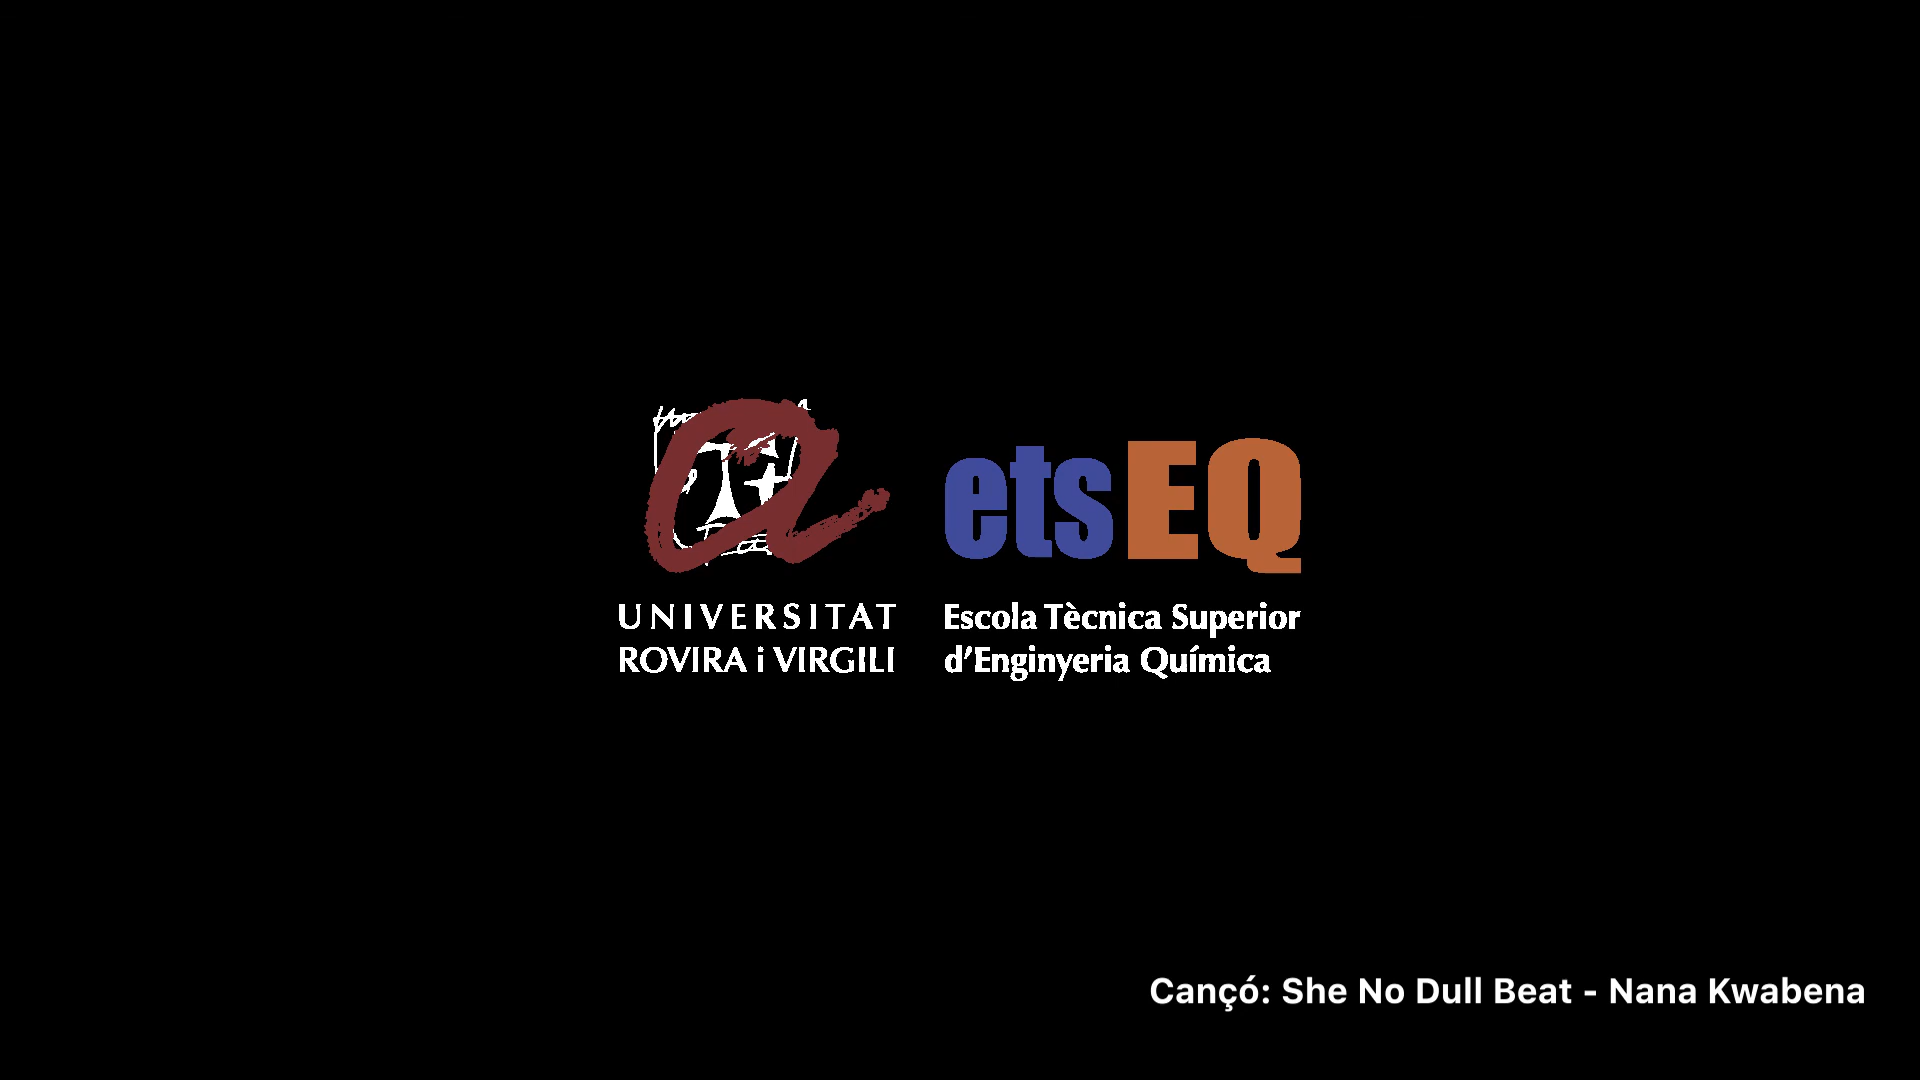 etsEQ
UNIVERSITAT
ROVIRA i VIRGILI
Escola Tècnica Superior
d’Enginyeria Química
Cançó: She No Dull Beat - Nana Kwabena